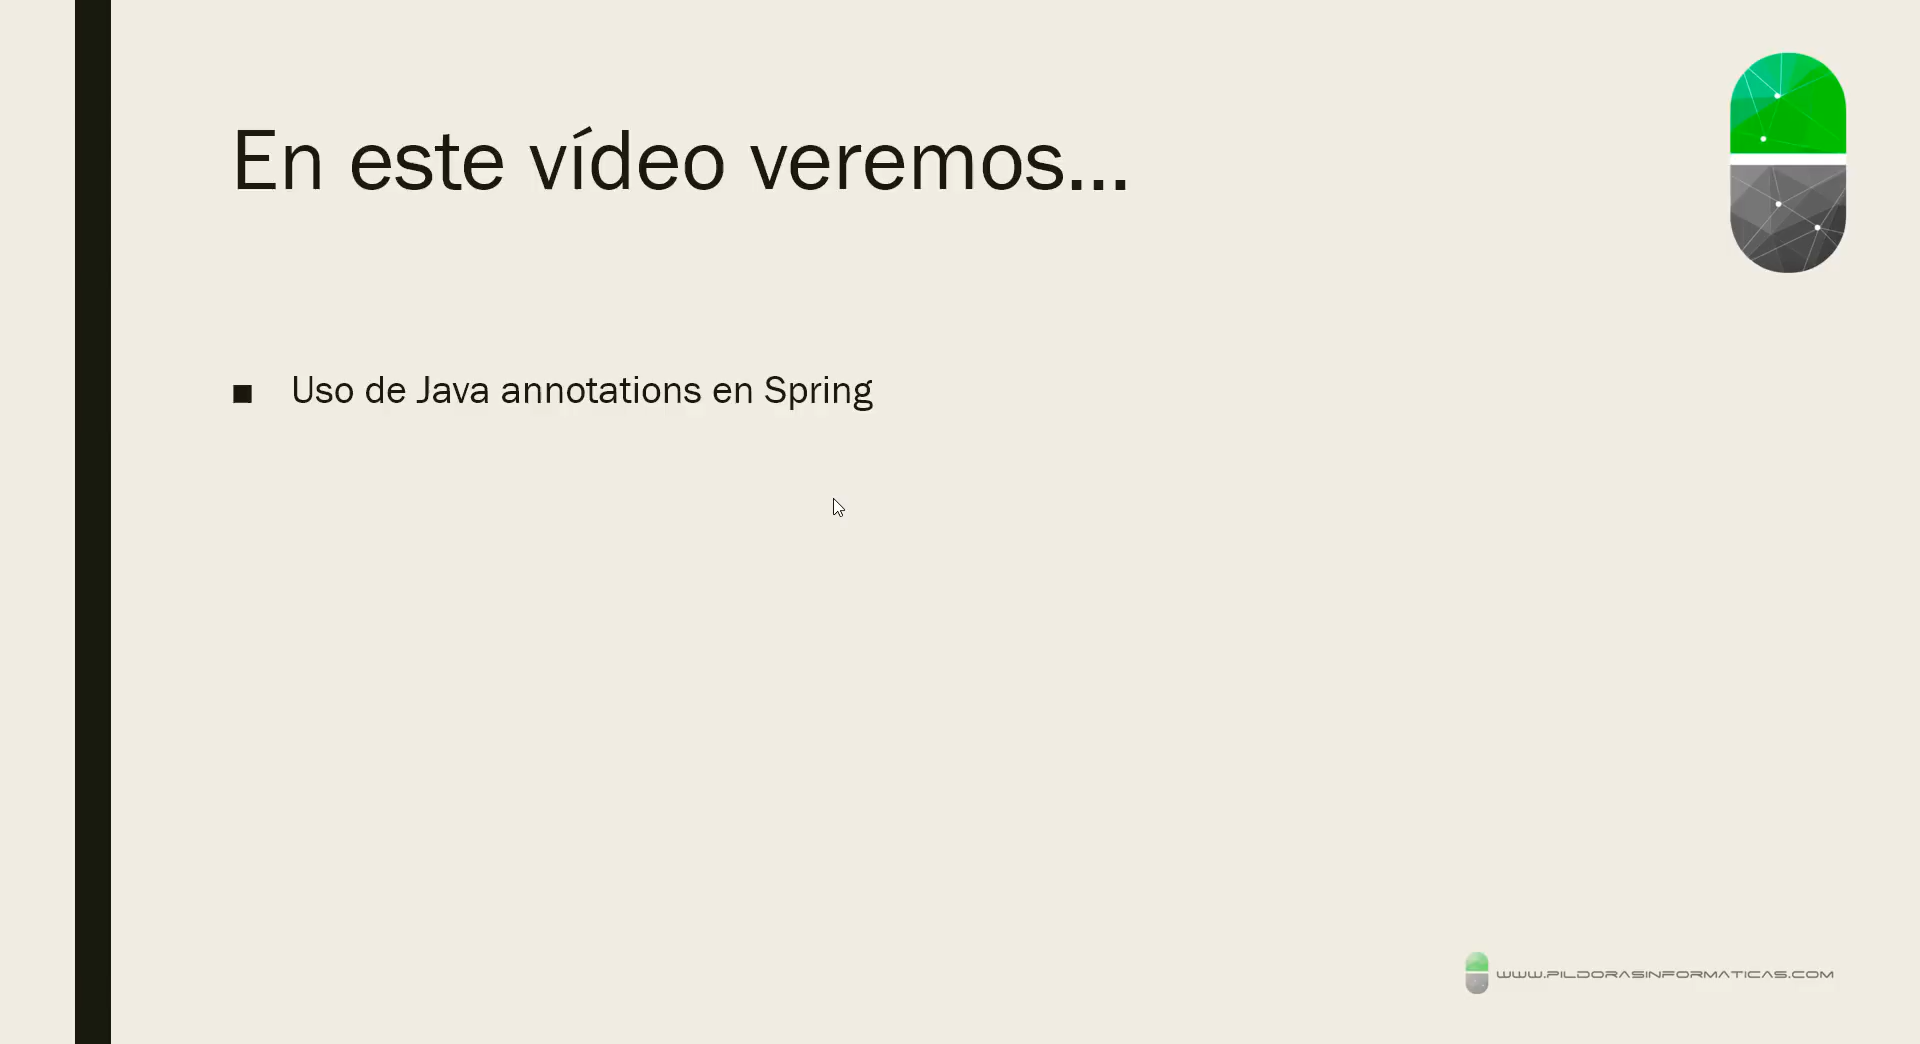 En este vídeo veremos...
■ Uso de Java annotations en Spring
WWW.PILDORASINFORMATICAS.COM